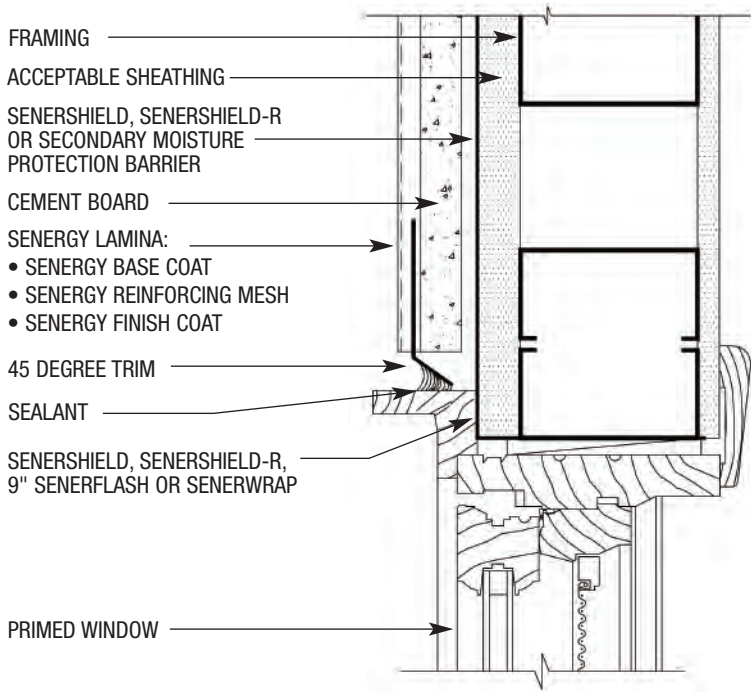 FRAMING
ACCEPTABLE SHEATHING
SENERSHIELD, SENERSHIELD-R
OR SECONDARY MOISTURE
PROTECTION BARRIER
CEMENT BOARD
SENERGY LAMINA:
• SENERGY BASE COAT
• SENERGY REINFORCING MESH
• SENERGY FINISH COAT
45 DEGREE TRIM
SEALANT
SENERSHIELD, SENERSHIELD-R,
9" SENERFLASH OR SENERWRAP
PRIMED WINDOW